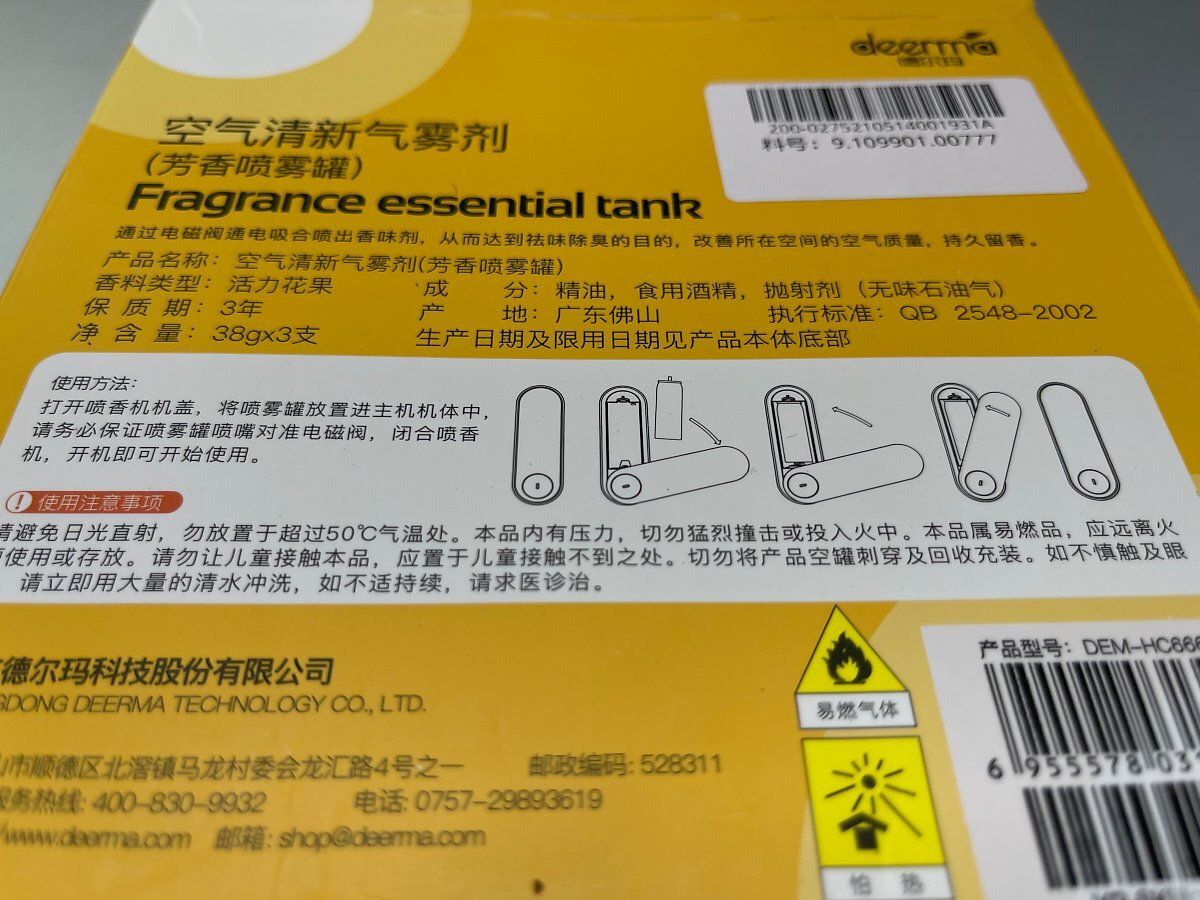 deerma
德尔玛
200-0275210514001931A
料号：9.109901.00777
空气清新气雾剂
(芳香喷雾罐)
Fragrance essential tank
通过电磁阀通电吸合喷出香味剂，从而达到祛味除臭的目的，改善所在空间的空气质量，持久留香。
产品名称：空气清新气雾剂(芳香喷雾罐)
香料类型：活力花果 成 分：精油，食用酒精，抛射剂（无味石油气）
保 质 期：3年 产 地：广东佛山 执行标准：QB 2548-2002
净 含 量：38gx3支 生产日期及限用日期见产品本体底部
使用方法：
打开喷香机机盖，将喷雾罐放置进主机机体中，
请务必保证喷雾罐喷嘴对准电磁阀，闭合喷香
机，开机即可开始使用。
使用注意事项
请避免日光直射，勿放置于超过50℃气温处。本品内有压力，切勿猛烈撞击或投入火中。本品属易燃品，应远离火
使用或存放。请勿让儿童接触本品，应置于儿童接触不到之处。切勿将产品空罐刺穿及回收充装。如不慎触及眼
请立即用大量的清水冲洗，如不适持续，请求医诊治。
德尔玛科技股份有限公司
GDONG DEERMA TECHNOLOGY CO., LTD.
山市顺德区北滘镇马龙村委会龙汇路4号之一 邮政编码: 528311
服务热线: 400-830-9932 电话: 0757-29893619
/www.deerma.com 邮箱: shop@deerma.com
易燃气体
怕 热
产品型号：DEM-HC66
6 955578 03